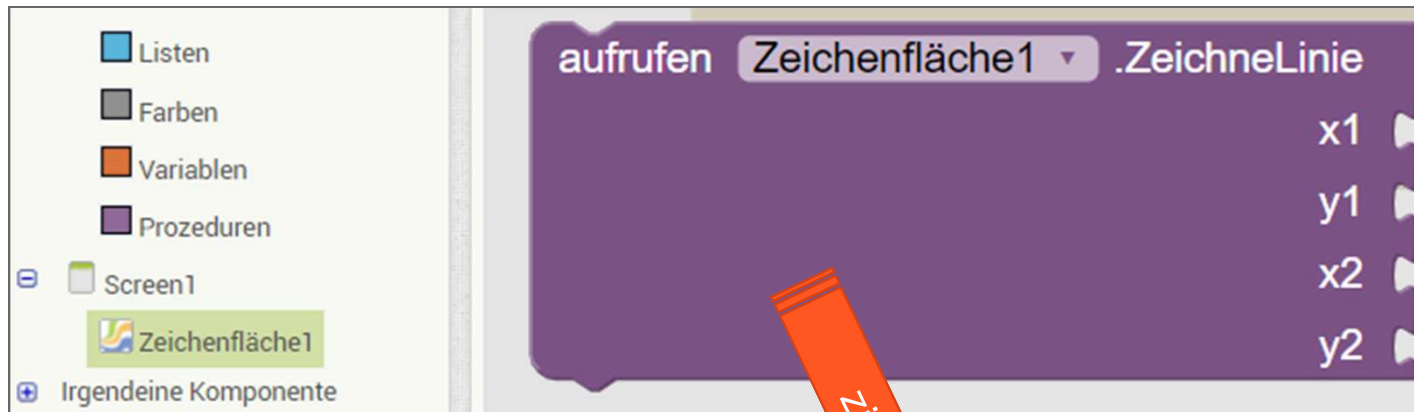 Listen
Farben
Variablen
Prozeduren
Screen1
Zeichenfläche1
Irgendeine Komponente
aufrufen Zeichenfläche1 .ZeichneLinie
x1
y1
x2
y2